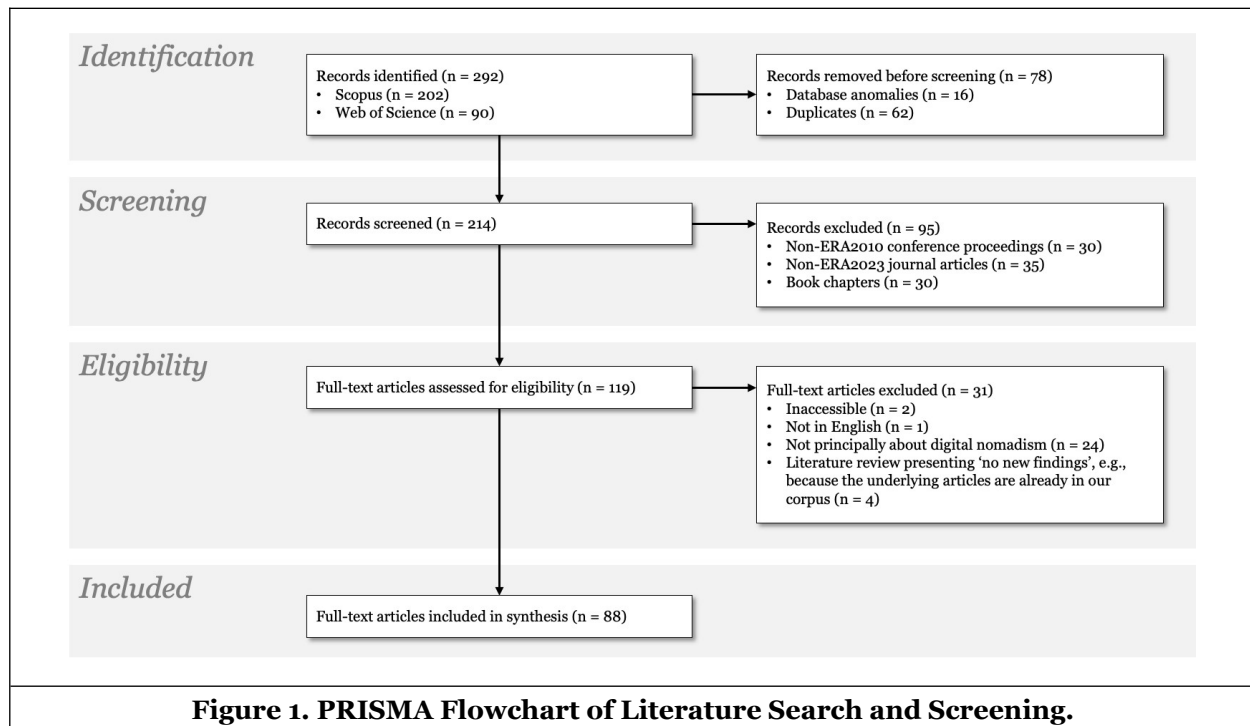 Identification
Records identified (n = 292)
• Scopus (n = 202)
• Web of Science (n = 90)
Records removed before screening (n = 78)
• Database anomalies (n = 16)
• Duplicates (n = 62)
Screening
Records screened (n = 214)
Records excluded (n = 95)
• Non-ERA2010 conference proceedings (n = 30)
• Non-ERA2023 journal articles (n = 35)
• Book chapters (n = 30)
Eligibility
Full-text articles assessed for eligibility (n = 119)
Full-text articles excluded (n = 31)
• Inaccessible (n = 2)
• Not in English (n = 1)
• Not principally about digital nomadism (n = 24)
• Literature review presenting ‘no new findings’, e.g.,
because the underlying articles are already in our
corpus (n = 4)
Included
Full-text articles included in synthesis (n = 88)
Figure 1. PRISMA Flowchart of Literature Search and Screening.